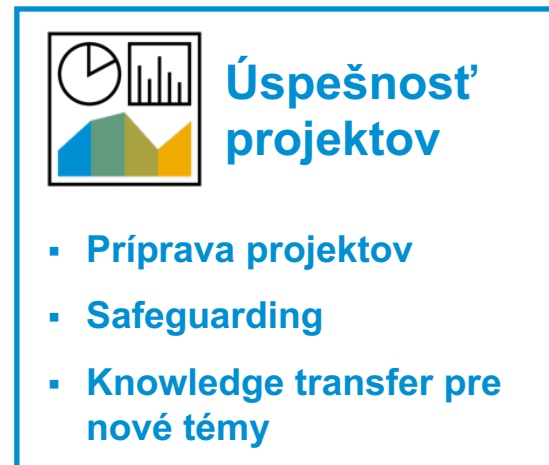 Úspešnosť
projektov
▪ Príprava projektov
▪ Safeguarding
▪ Knowledge transfer pre
nové témy